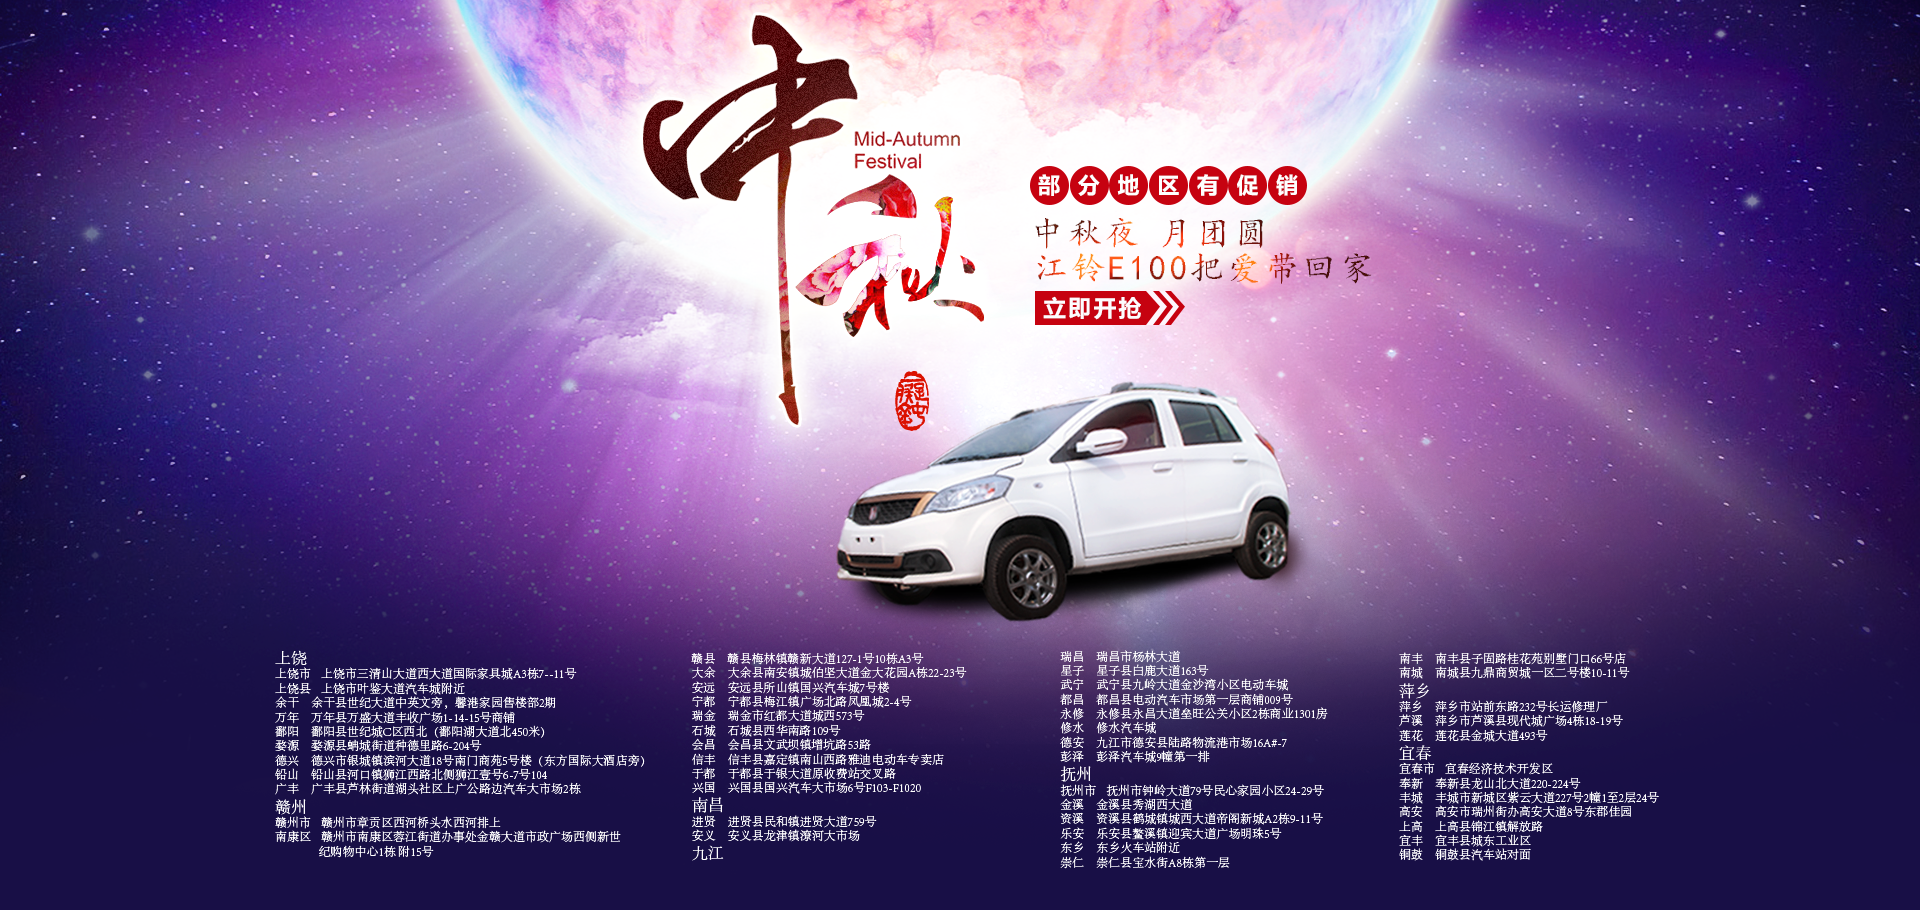 中秋
Mid-Autumn
Festival
部分地区有促销
中秋夜 月团圆
江铃E100把爱带回家
立即开抢
上饶
上饶市 上饶市三清山大道西大道国际家具城A3栋7--11号
上饶县 上饶市叶鉴大道汽车城附近
余干 余干县世纪大道中英文旁，馨港家园售楼部2期
万年 万年县万盛大道丰收广场1-14-15号商铺
鄱阳 鄱阳县世纪城C区西北（鄱阳湖大道北450米）
婺源 婺源县蚺城街道种德里路6-204号
德兴 德兴市银城镇滨河大道18号南门商苑5号楼（东方国际大酒店旁）
铅山 铅山县河口镇狮江西路北侧狮江壹号6-7号104
广丰 广丰县芦林街道湖头社区上广公路边汽车大市场2栋
赣州
赣州市 赣州市章贡区西河桥头水西河排上
南康区 赣州市南康区蓉江街道办事处金赣大道市政广场西侧新世
纪购物中心1栋 附15号
赣县 赣县梅林镇赣新大道127-1号10栋A3号
大余 大余县南安镇城伯坚大道金大花园A栋22-23号
安远 安远县所山镇国兴汽车城7号楼
宁都 宁都县梅江镇广场北路凤凰城2-4号
瑞金 瑞金市红都大道城西573号
石城 石城县西华南路109号
会昌 会昌县文武坝镇增坑路53路
信丰 信丰县嘉定镇南山西路雅迪电动车专卖店
于都 于都县于银大道原收费站交叉路
兴国 兴国县国兴汽车大市场6号F103-F1020
南昌
进贤 进贤县民和镇进贤大道759号
安义 安义县龙津镇潦河大市场
九江
瑞昌 瑞昌市杨林大道
星子 星子县白鹿大道163号
武宁 武宁县九岭大道金沙湾小区电动车城
都昌 都昌县电动汽车市场第一层商铺009号
永修 永修县永昌大道垒旺公关小区2栋商业1301房
修水 修水汽车城
德安 九江市德安县陆路物流港市场16A#-7
彭泽 彭泽汽车城9幢第一排
抚州
抚州市 抚州市钟岭大道79号民心家园小区24-29号
金溪 金溪县秀湖西大道
资溪 资溪县鹤城镇城西大道帝阁新城A2栋9-11号
乐安 乐安县鳌溪镇迎宾大道广场明珠5号
东乡 东乡火车站附近
崇仁 崇仁县宝水街A8栋第一层
南丰 南丰县子固路桂花苑别墅门口66号店
南城 南城县九鼎商贸城一区二号楼10-11号
萍乡
萍乡 萍乡市站前东路232号长运修理厂
芦溪 萍乡市芦溪县现代城广场4栋18-19号
莲花 莲花县金城大道493号
宜春
宜春市 宜春经济技术开发区
奉新 奉新县龙山北大道220-224号
丰城 丰城市新城区紫云大道227号2幢1至2层24号
高安 高安市瑞州街办高安大道8号东郡佳园
上高 上高县锦江镇解放路
宜丰 宜丰县城东工业区
铜鼓 铜鼓县汽车站对面